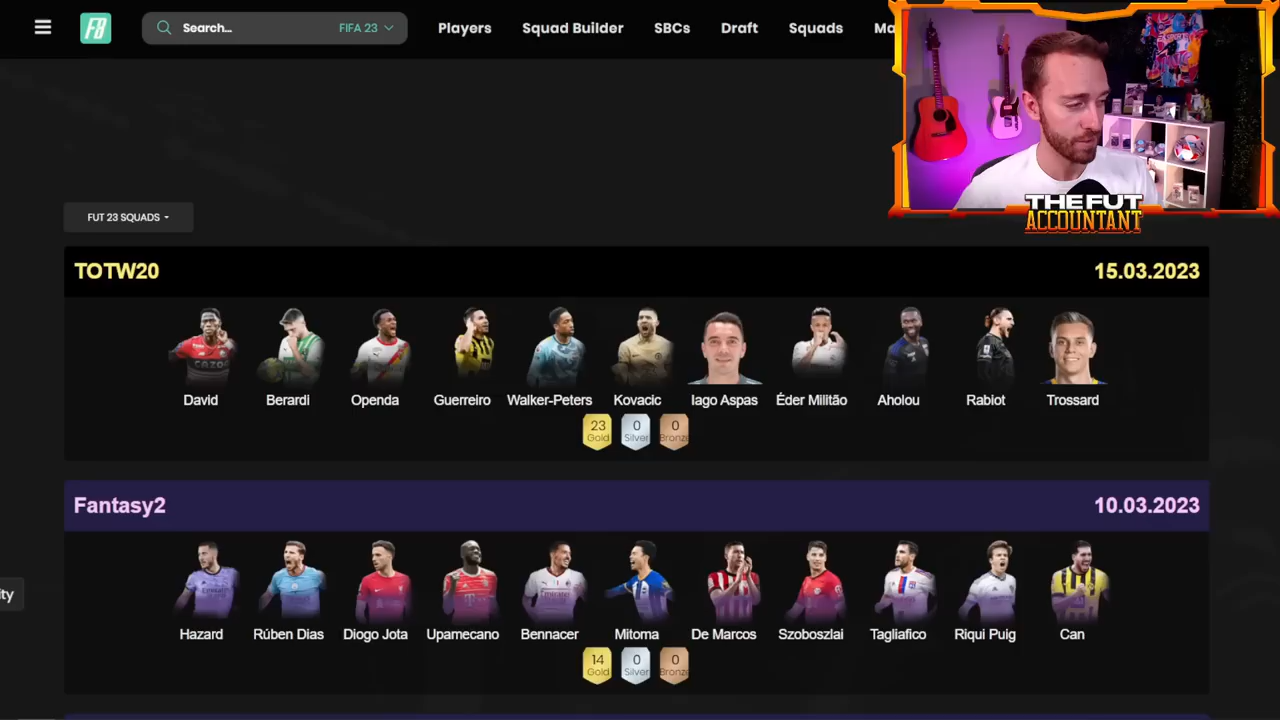 F8 Search... FIFA 23 Players Squad Builder SBCs Draft Squads Ma
THE FUT
ACCOUNTANT
FUT 23 SQUADS
TOTW20 15.03.2023
David Berardi Openda Guerreiro Walker-Peters Kovacic Iago Aspas Éder Militão Aholou Rabiot Trossard
23 0 0
Gold Silver Bronze
Fantasy2 10.03.2023
Hazard Rúben Dias Diogo Jota Upamecano Bennacer Mitoma De Marcos Szoboszlai Tagliafico Riqui Puig Can
ity
14 0 0
Gold Silver Bronze